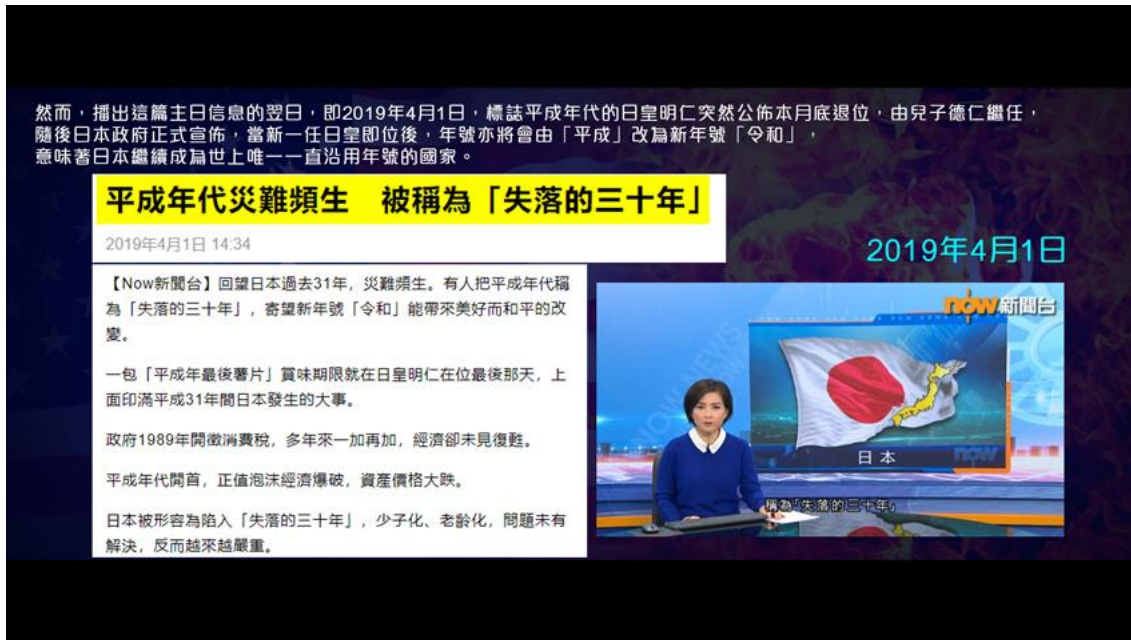 然而，播出這篇主日信息的翌日，即2019年4月1日，標誌平成年代的日皇明仁突然公佈本月底退位，由兒子德仁繼任，
隨後日本政府正式宣佈，當新一任日皇即位後，年號亦將會由「平成」改為新年號「令和」，
意味著日本繼續成為世上唯一一直沿用年號的國家。
平成年代災難頻生　被稱為「失落的三十年」
2019年4月1日 14:34
【Now新聞台】回望日本過去31年，災難頻生。有人把平成年代稱
為「失落的三十年」，寄望新年號「令和」能帶來美好而和平的改
變。
一包「平成年最後薯片」賞味期限就在日皇明仁在位最後那天，上
面印滿平成31年間日本發生的大事。
政府1989年開徵消費稅，多年來一加再加，經濟卻未見復甦。
平成年代開首，正值泡沫經濟爆破，資產價格大跌。
日本被形容為陷入「失落的三十年」，少子化、老齡化，問題未有
解決，反而越來越嚴重。
2019年4月1日
now新聞台
日本
now
稱為「失落的三十年」